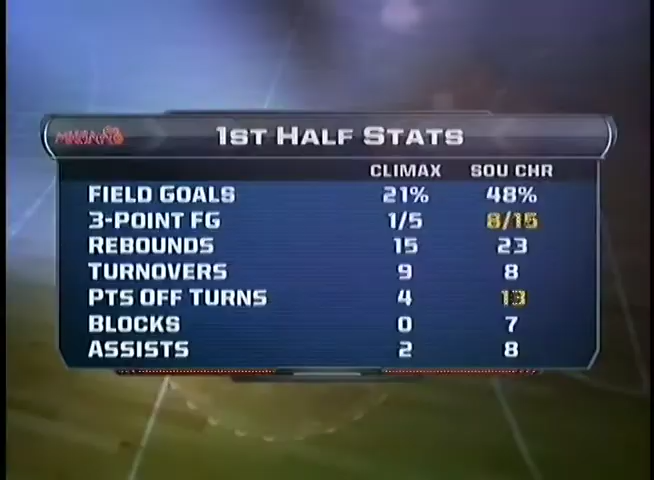 1ST HALF STATS
CLIMAX SOU CHR
FIELD GOALS 21% 48%
3-POINT FG 1/5 8/15
REBOUNDS 15 23
TURNOVERS 9 8
PTS OFF TURNS 4 13
BLOCKS 0 7
ASSISTS 2 8